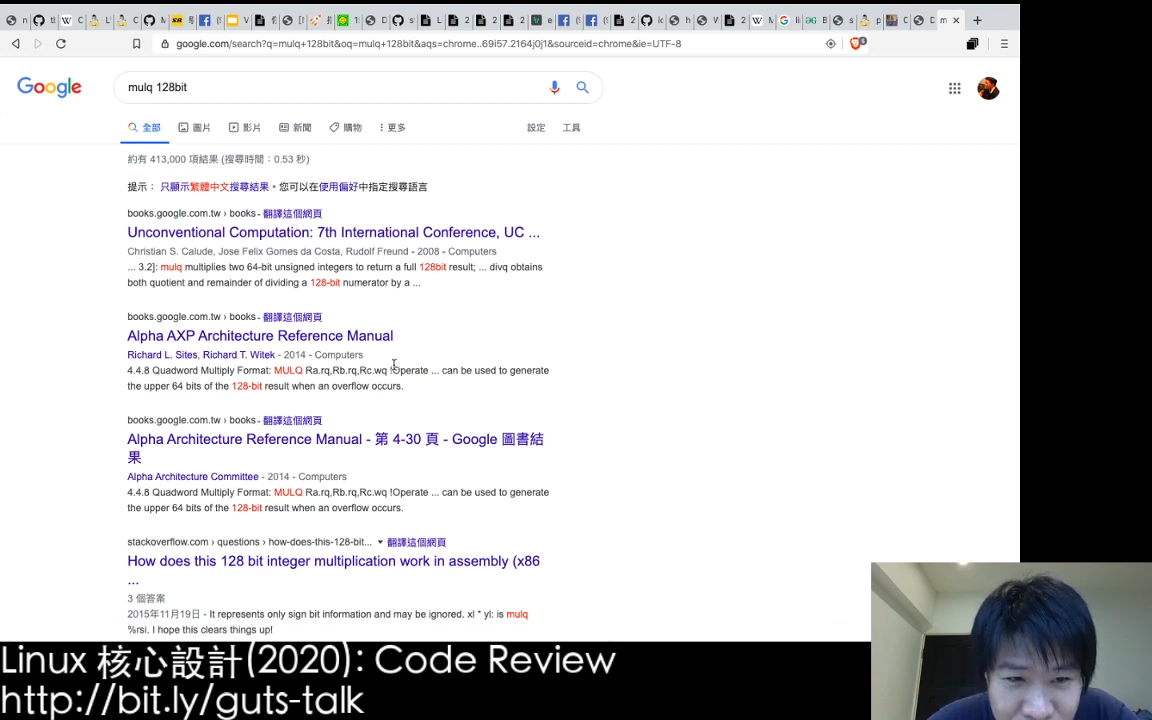 google.com/search?q=mulq+128bit&oq=mulq+128bit&aqs=chrome..69i57.2164j0j1&sourceid=chrome&ie=UTF-8
Google
mulq 128bit
全部 圖片 影片 新聞 購物 更多 設定 工具
約有 413,000 項結果 (搜尋時間：0.53 秒)
提示： 只顯示繁體中文搜尋結果。您可以在使用偏好中指定搜尋語言
books.google.com.tw › books - 翻譯這個網頁
Unconventional Computation: 7th International Conference, UC ...
Christian S. Calude, Jose Felix Gomes da Costa, Rudolf Freund - 2008 - Computers
... 3.2]: mulq multiplies two 64-bit unsigned integers to return a full 128bit result; ... divq obtains
both quotient and remainder of dividing a 128-bit numerator by a ...
books.google.com.tw › books - 翻譯這個網頁
Alpha AXP Architecture Reference Manual
Richard L. Sites, Richard T. Witek - 2014 - Computers
4.4.8 Quadword Multiply Format: MULQ Ra.rq,Rb.rq,Rc.wq !Operate ... can be used to generate
the upper 64 bits of the 128-bit result when an overflow occurs.
books.google.com.tw › books - 翻譯這個網頁
Alpha Architecture Reference Manual - 第 4-30 頁 - Google 圖書結
果
Alpha Architecture Committee - 2014 - Computers
4.4.8 Quadword Multiply Format: MULQ Ra.rq,Rb.rq,Rc.wq !Operate ... can be used to generate
the upper 64 bits of the 128-bit result when an overflow occurs.
stackoverflow.com › questions › how-does-this-128-bit... ▾ 翻譯這個網頁
How does this 128 bit integer multiplication work in assembly (x86
...
3 個答案
2015年11月19日 - It represents only sign bit information and may be ignored. xl * yl: is mulq
%rsi. I hope this clears things up!
Linux 核心設計(2020): Code Review
http://bit.ly/guts-talk